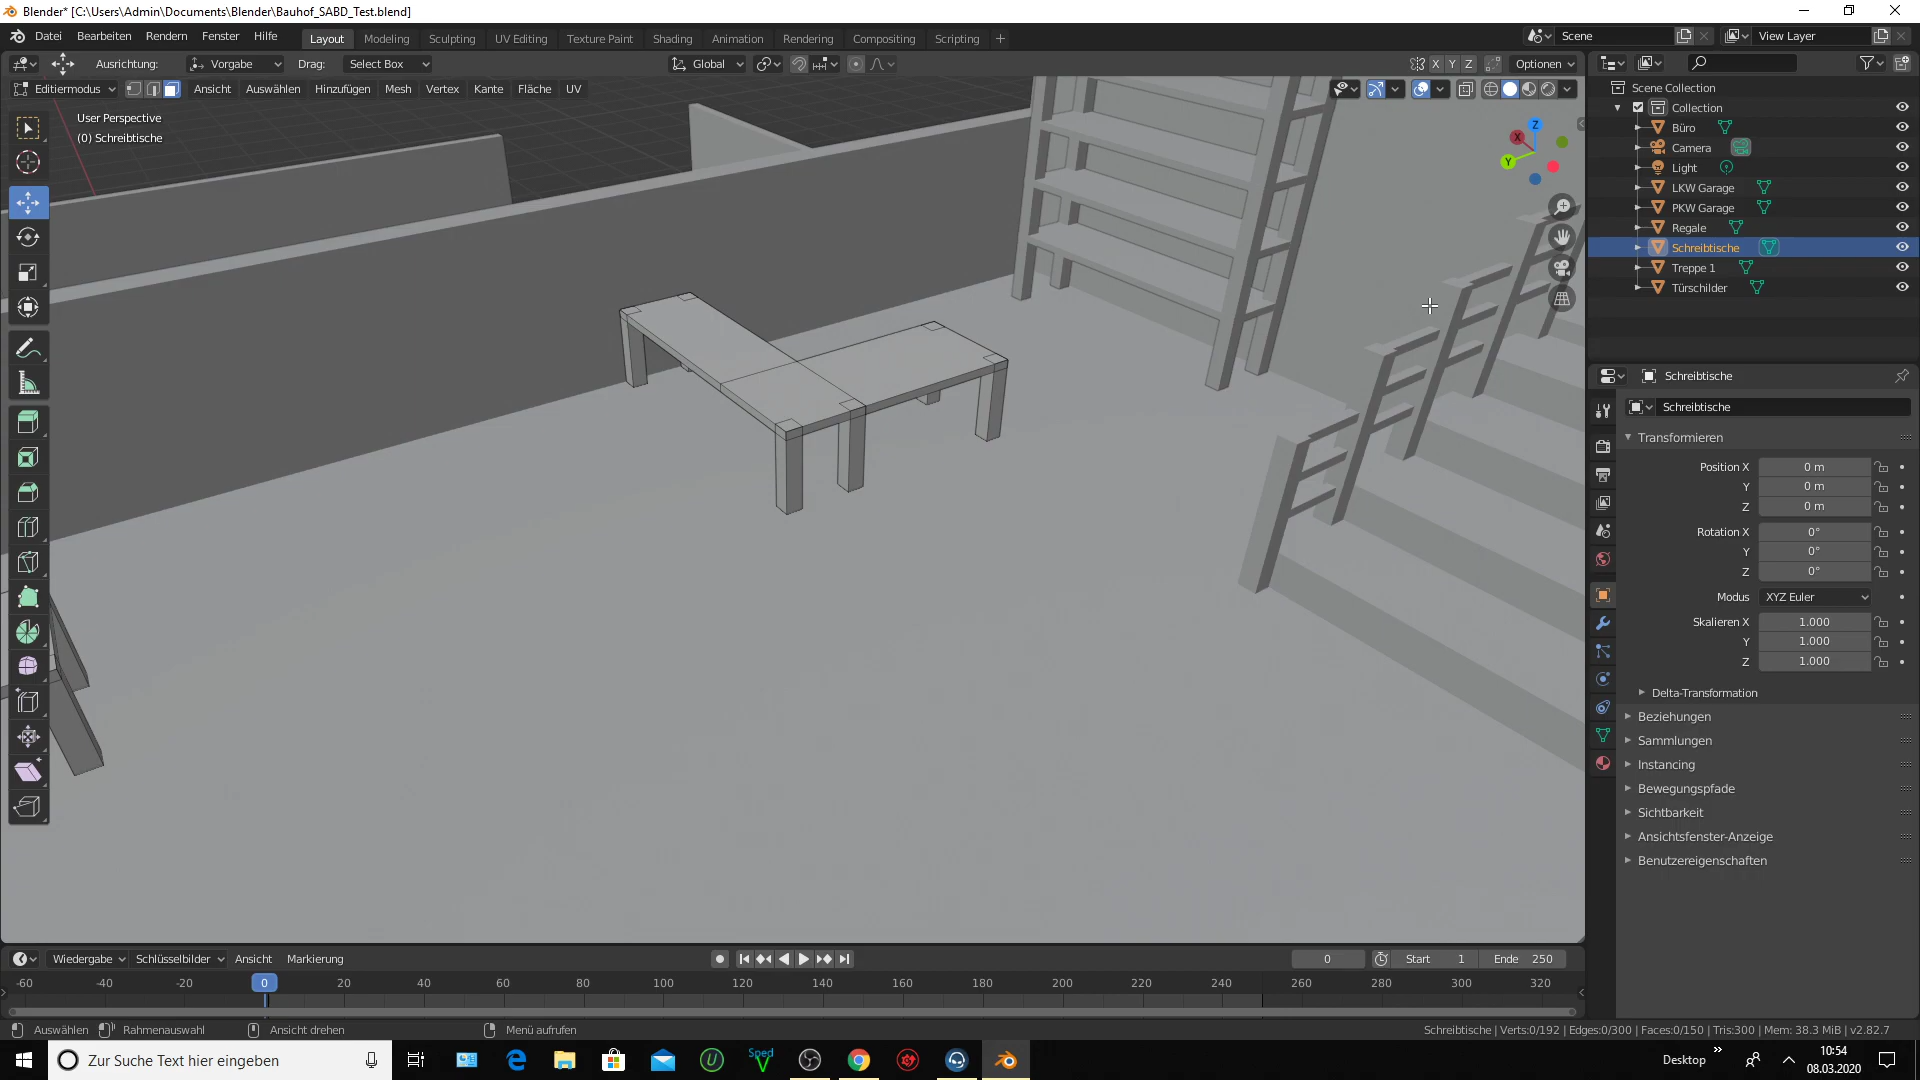 Blender* [C:\Users\Admin\Documents\Blender\Bauhof_SABD_Test.blend]
Datei Bearbeiten Rendern Fenster Hilfe Layout Modeling Sculpting UV Editing Texture Paint Shading Animation Rendering Compositing Scripting + Scene View Layer
Ausrichtung: Vorgabe Drag: Select Box Global X Y Z Optionen
Editiermodus Ansicht Auswählen Hinzufügen Mesh Vertex Kante Fläche UV
User Perspective
(0) Schreibtische
Z
X
Y
Scene Collection
Collection
Büro
Camera
Light
LKW Garage
PKW Garage
Regale
Schreibtische
Treppe 1
Türschilder
Schreibtische
Schreibtische
Transformieren
Position X 0 m
Y 0 m
Z 0 m
Rotation X 0°
Y 0°
Z 0°
Modus XYZ Euler
Skalieren X 1.000
Y 1.000
Z 1.000
Delta-Transformation
Beziehungen
Sammlungen
Instancing
Bewegungspfade
Sichtbarkeit
Ansichtsfenster-Anzeige
Benutzereigenschaften
Wiedergabe Schlüsselbilder Ansicht Markierung 0 Start 1 Ende 250
-60 -40 -20 0 20 40 60 80 100 120 140 160 180 200 220 240 260 280 300 320
Auswählen Rahmenauswahl Ansicht drehen Menü aufrufen Schreibtische | Verts:0/192 | Edges:0/300 | Faces:0/150 | Tris:300 | Mem: 38.3 MiB | v2.82.7
Zur Suche Text hier eingeben Sped V Desktop » 10:54
08.03.2020